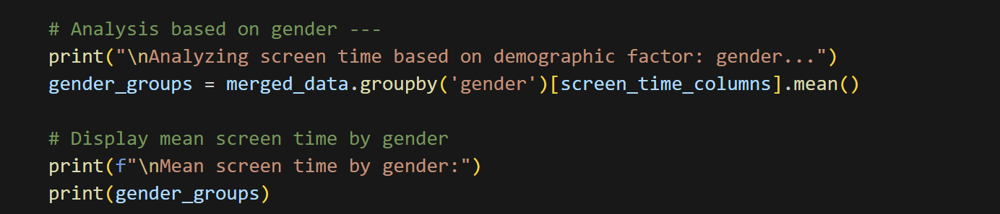 # Analysis based on gender ---
print("\nAnalyzing screen time based on demographic factor: gender...")
gender_groups = merged_data.groupby('gender')[screen_time_columns].mean()
# Display mean screen time by gender
print(f"\nMean screen time by gender:")
print(gender_groups)